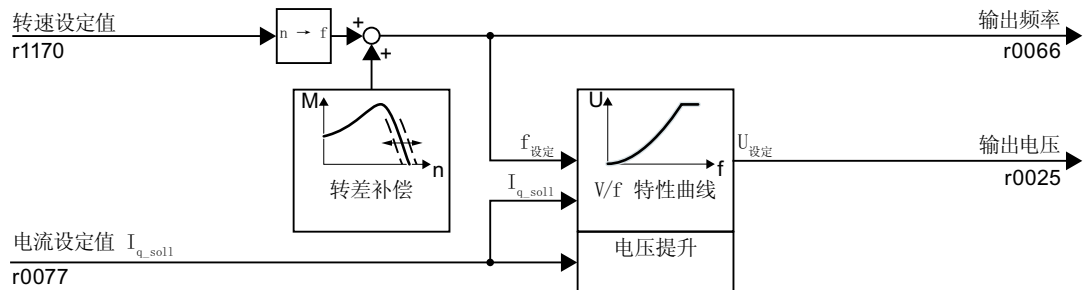 转速设定值
r1170
n → f
+
+
输出频率
r0066
M
n
转差补偿
U
f
f设定
Iq_soll
V/f 特性曲线
U设定
输出电压
r0025
电压提升
电流设定值 Iq_soll
r0077